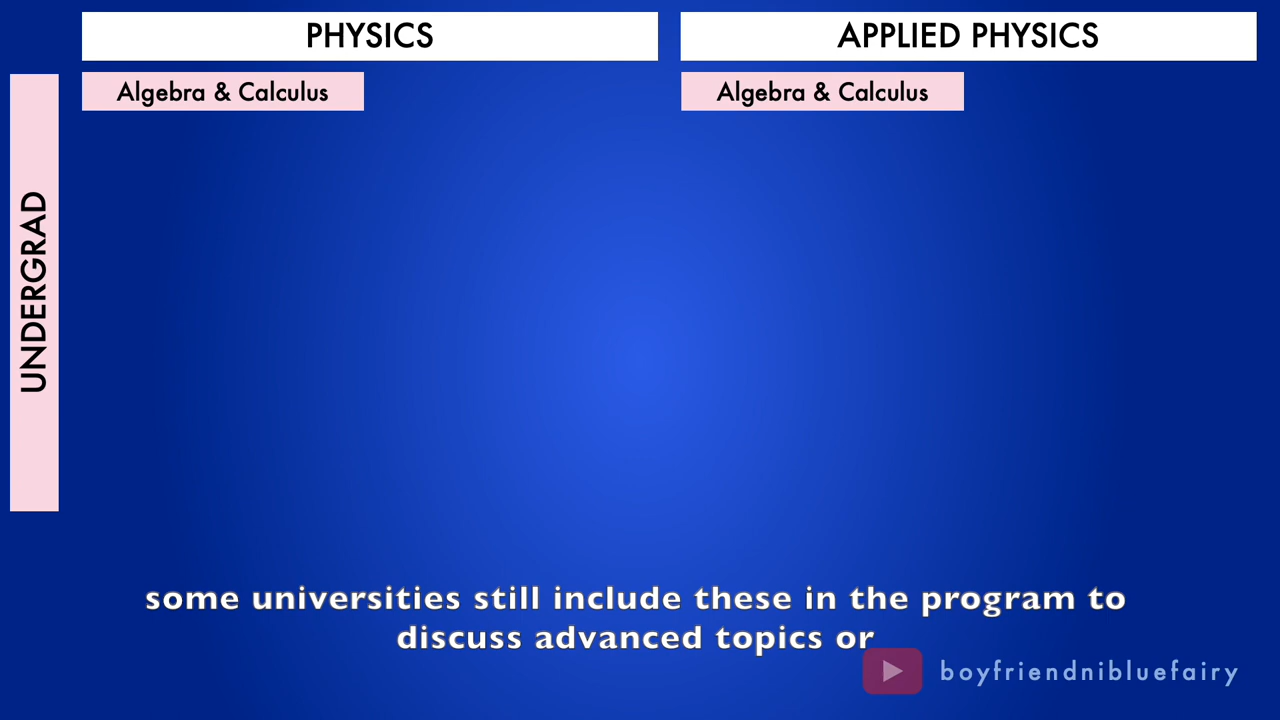 PHYSICS
APPLIED PHYSICS
Algebra & Calculus
Algebra & Calculus
UNDERGRAD
some universities still include these in the program to
discuss advanced topics or
boyfriendnibluefairy